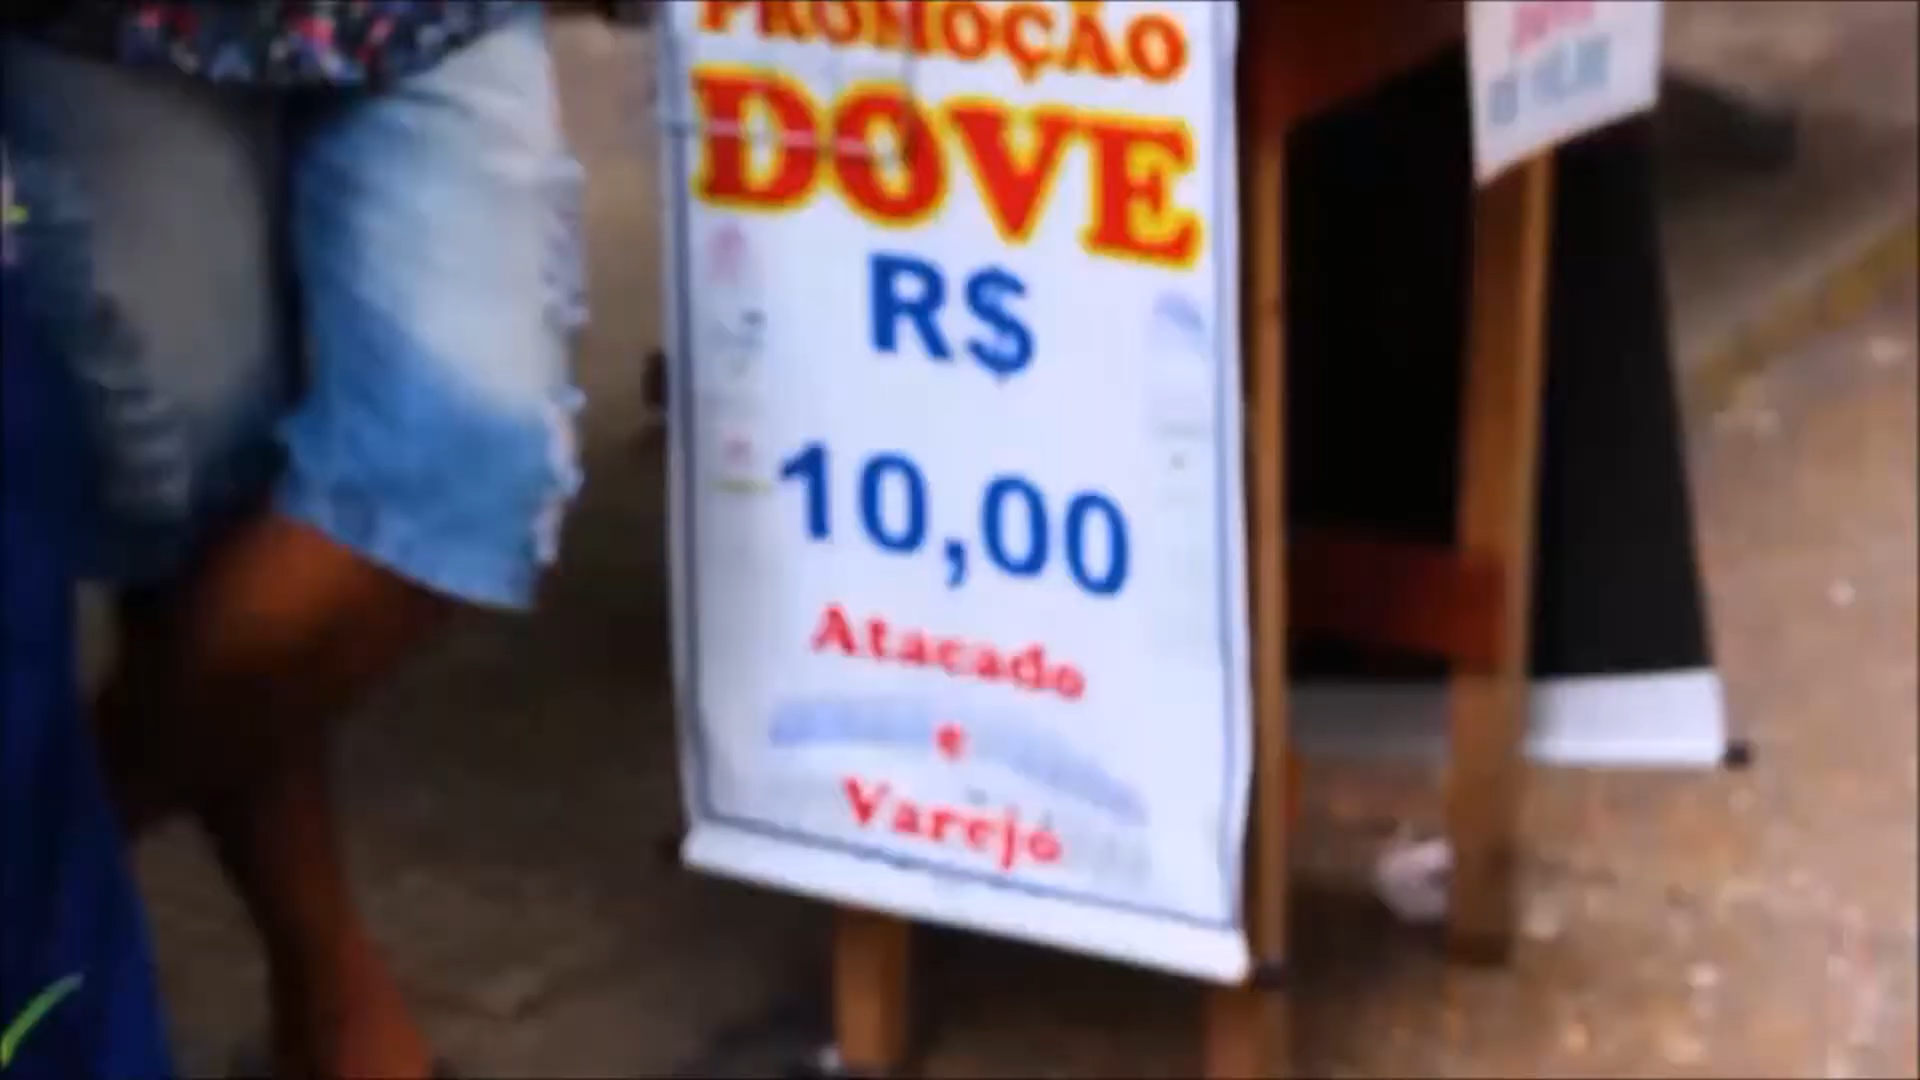 PROMOÇÃO
DOVE
R$
10,00
Atacado
e
Varejo